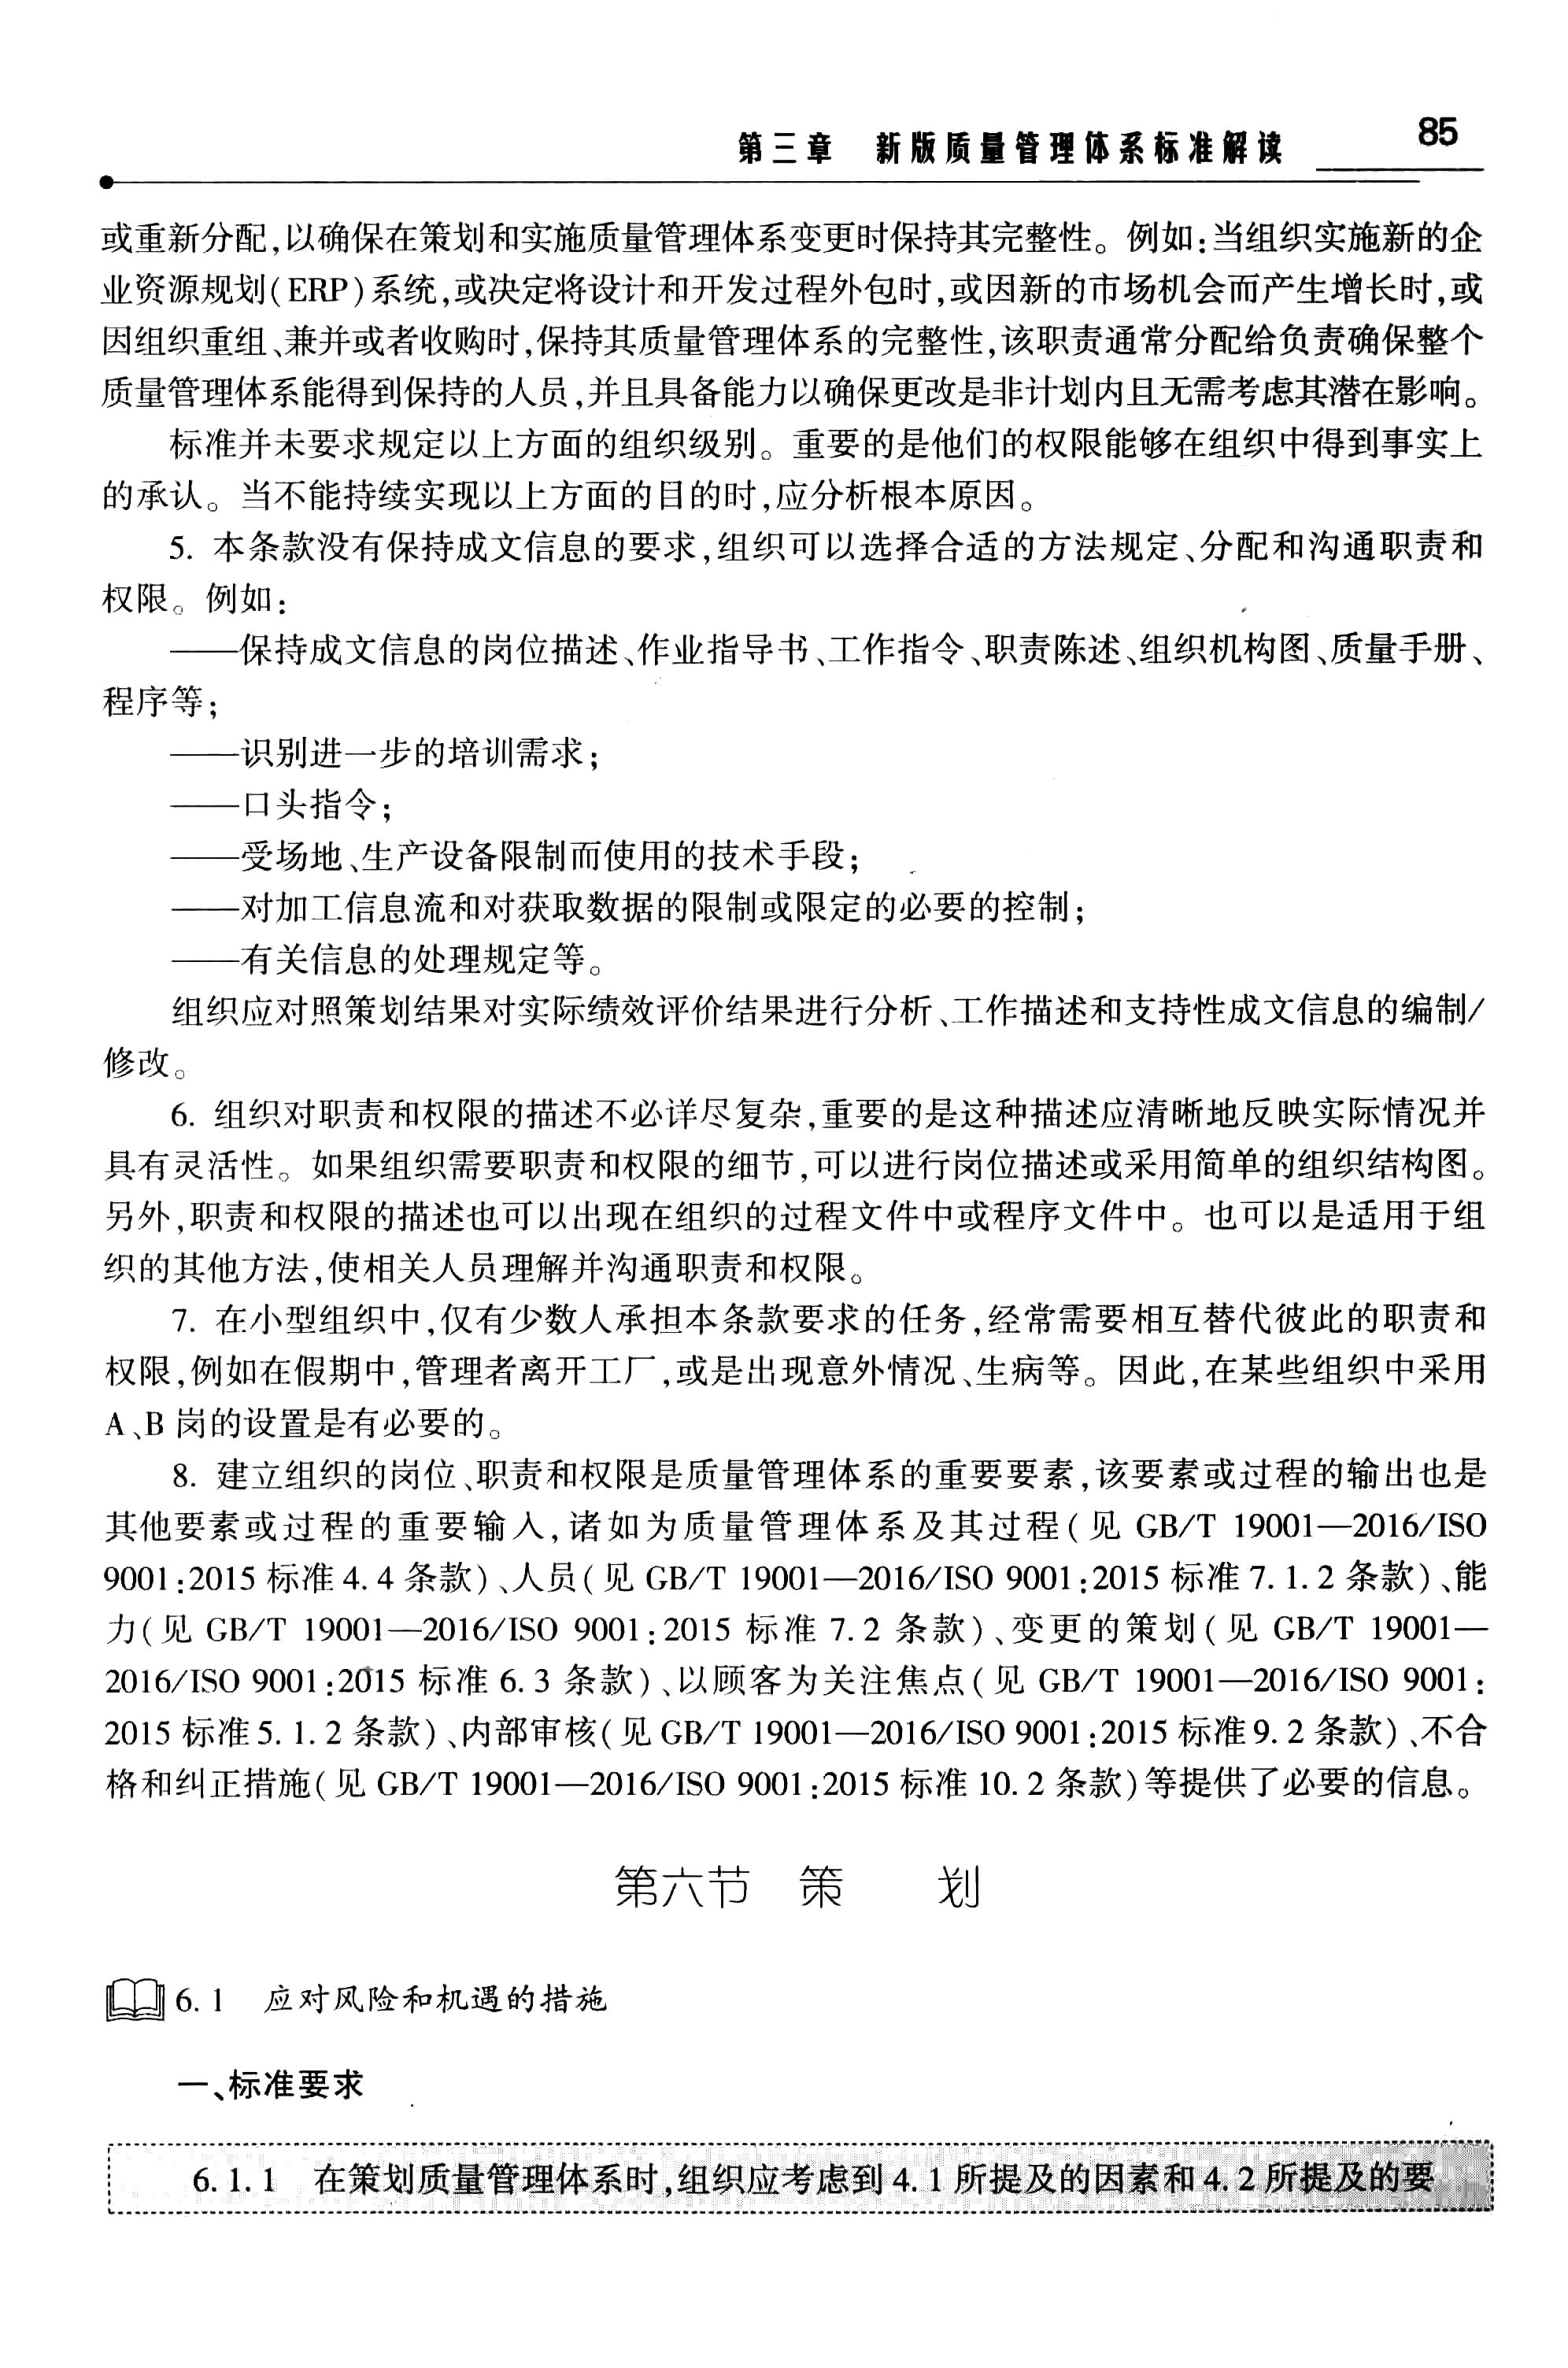 第三章 新版质量管理体系标准解读 85
或重新分配,以确保在策划和实施质量管理体系变更时保持其完整性。例如:当组织实施新的企
业资源规划(ERP)系统,或决定将设计和开发过程外包时,或因新的市场机会而产生增长时,或
因组织重组、兼并或者收购时,保持其质量管理体系的完整性,该职责通常分配给负责确保整个
质量管理体系能得到保持的人员,并且具备能力以确保更改是非计划内且无需考虑其潜在影响。
标准并未要求规定以上方面的组织级别。重要的是他们的权限能够在组织中得到事实上
的承认。当不能持续实现以上方面的目的时,应分析根本原因。
5. 本条款没有保持成文信息的要求,组织可以选择合适的方法规定、分配和沟通职责和
权限。例如:
——保持成文信息的岗位描述、作业指导书、工作指令、职责陈述、组织机构图、质量手册、
程序等;
——识别进一步的培训需求;
——口头指令;
——受场地、生产设备限制而使用的技术手段;
——对加工信息流和对获取数据的限制或限定的必要的控制;
——有关信息的处理规定等。
组织应对照策划结果对实际绩效评价结果进行分析、工作描述和支持性成文信息的编制/
修改。
6. 组织对职责和权限的描述不必详尽复杂,重要的是这种描述应清晰地反映实际情况并
具有灵活性。如果组织需要职责和权限的细节,可以进行岗位描述或采用简单的组织结构图。
另外,职责和权限的描述也可以出现在组织的过程文件中或程序文件中。也可以是适用于组
织的其他方法,使相关人员理解并沟通职责和权限。
7. 在小型组织中,仅有少数人承担本条款要求的任务,经常需要相互替代彼此的职责和
权限,例如在假期中,管理者离开工厂,或是出现意外情况、生病等。因此,在某些组织中采用
A、B 岗的设置是有必要的。
8. 建立组织的岗位、职责和权限是质量管理体系的重要要素,该要素或过程的输出也是
其他要素或过程的重要输入,诸如为质量管理体系及其过程(见 GB/T 19001—2016/ISO
9001:2015 标准 4.4 条款)、人员(见 GB/T 19001—2016/ISO 9001:2015 标准 7.1.2 条款)、能
力(见 GB/T 19001—2016/ISO 9001:2015 标准 7.2 条款)、变更的策划(见 GB/T 19001—
2016/ISO 9001:2015 标准 6.3 条款)、以顾客为关注焦点(见 GB/T 19001—2016/ISO 9001:
2015 标准 5.1.2 条款)、内部审核(见 GB/T 19001—2016/ISO 9001:2015 标准 9.2 条款)、不合
格和纠正措施(见 GB/T 19001—2016/ISO 9001:2015 标准 10.2 条款)等提供了必要的信息。
第六节 策 划
6.1 应对风险和机遇的措施
一、标准要求
6.1.1 在策划质量管理体系时,组织应考虑到 4.1 所提及的因素和 4.2 所提及的要